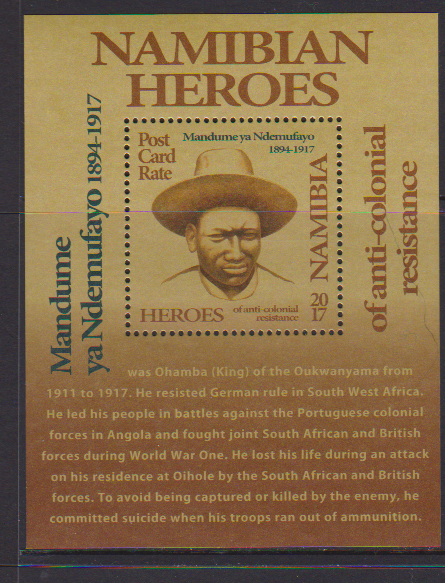 NAMIBIAN
HEROES
Mandume
ya Ndemufayo 1894-1917
Post
Card
Rate
Mandume ya Ndemufayo
1894-1917
NAMIBIA
HEROES
of anti-colonial
resistance
20
17
of anti-colonial
resistance
was Ohamba (King) of the Oukwanyama from
1911 to 1917. He resisted German rule in South West Africa.
He led his people in battles against the Portuguese colonial
forces in Angola and fought joint South African and British
forces during World War One. He lost his life during an attack
on his residence at Oihole by the South African and British
forces. To avoid being captured or killed by the enemy, he
committed suicide when his troops ran out of ammunition.